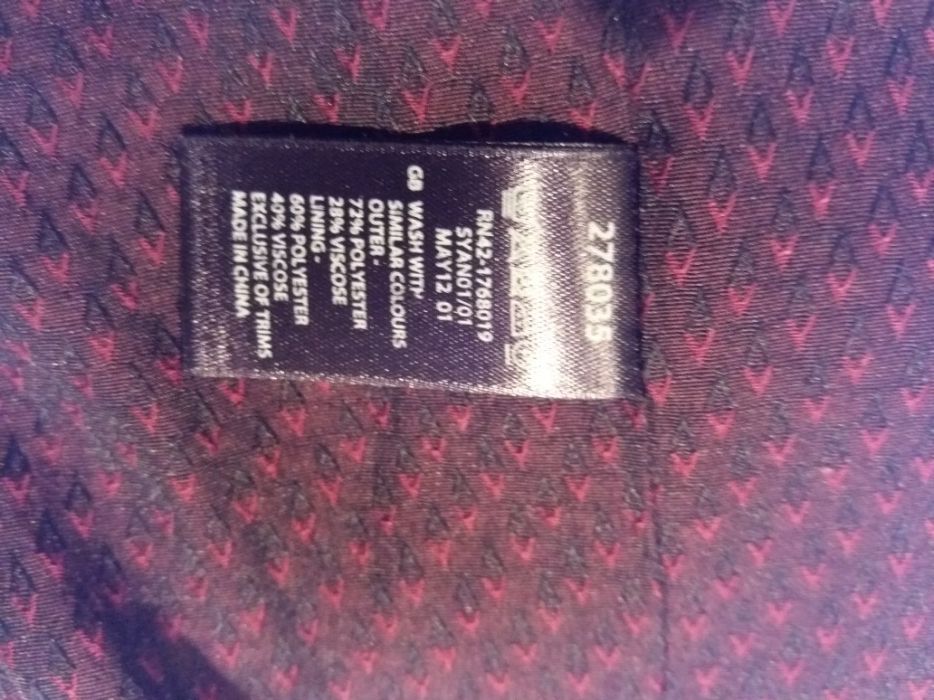 278035
RN42-1768019
SYAN01/01
MAY12 01
GB WASH WITH
SIMILAR COLOURS
OUTER -
72% POLYESTER
28% VISCOSE
LINING -
60% POLYESTER
40% VISCOSE
EXCLUSIVE OF TRIMS
MADE IN CHINA